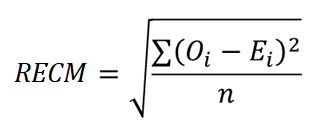 RECM = √(∑(Oᵢ − Eᵢ)² / n)